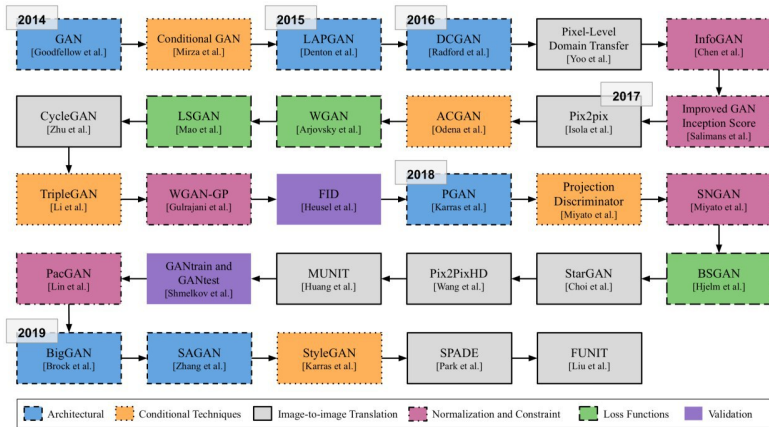 2014
GAN
[Goodfellow et al.]
Conditional GAN
[Mirza et al.]
2015
LAPGAN
[Denton et al.]
2016
DCGAN
[Radford et al.]
Pixel-Level
Domain Transfer
[Yoo et al.]
InfoGAN
[Chen et al.]
2017
Improved GAN
Inception Score
[Salimans et al.]
Pix2pix
[Isola et al.]
ACGAN
[Odena et al.]
WGAN
[Arjovsky et al.]
LSGAN
[Mao et al.]
CycleGAN
[Zhu et al.]
TripleGAN
[Li et al.]
WGAN-GP
[Gulrajani et al.]
FID
[Heusel et al.]
2018
PGAN
[Karras et al.]
Projection
Discriminator
[Miyato et al.]
SNGAN
[Miyato et al.]
BSGAN
[Hjelm et al.]
StarGAN
[Choi et al.]
Pix2PixHD
[Wang et al.]
MUNIT
[Huang et al.]
GANtrain and
GANtest
[Shmelkov et al.]
PacGAN
[Lin et al.]
2019
BigGAN
[Brock et al.]
SAGAN
[Zhang et al.]
StyleGAN
[Karras et al.]
SPADE
[Park et al.]
FUNIT
[Liu et al.]
Architectural
Conditional Techniques
Image-to-image Translation
Normalization and Constraint
Loss Functions
Validation